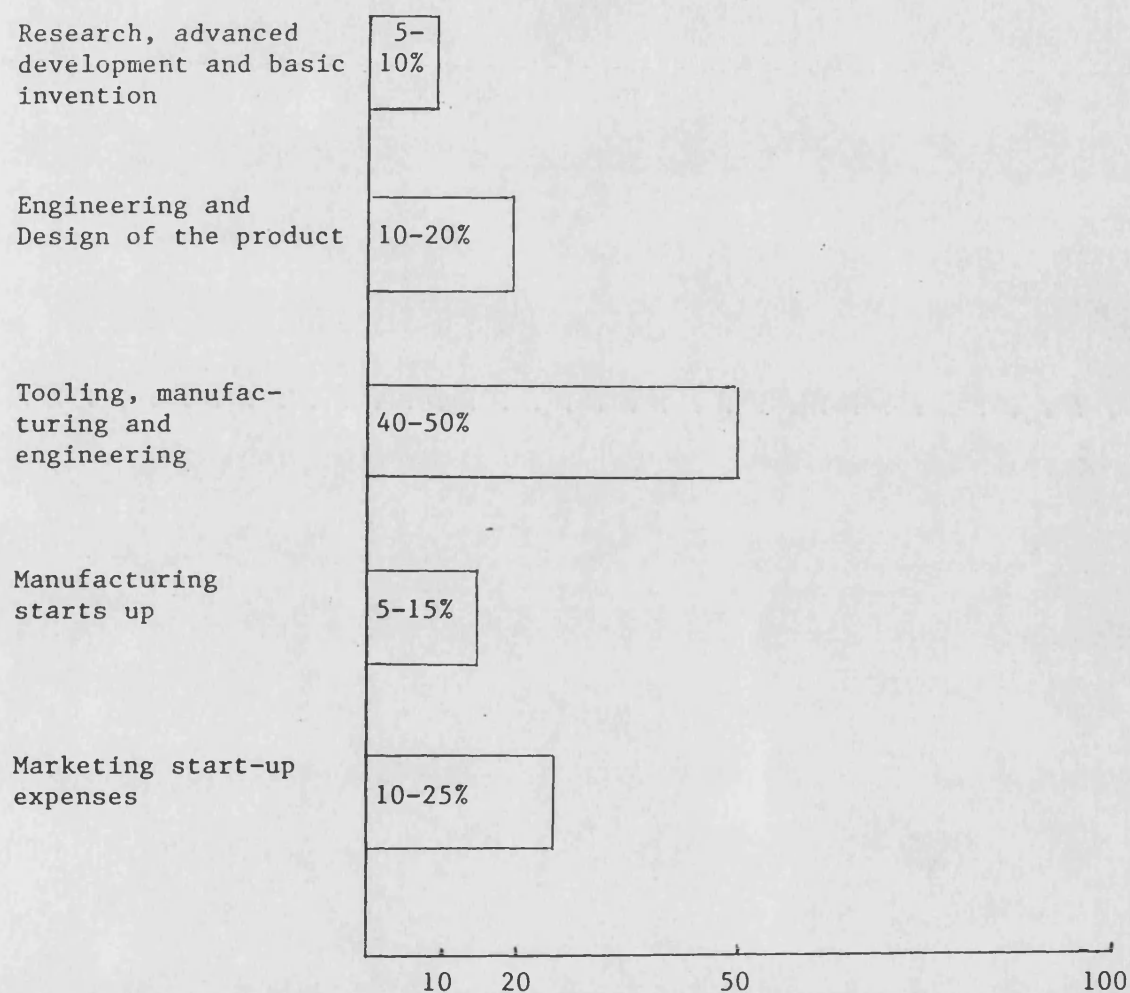 Research, advanced
development and basic
invention
5-
10%
Engineering and
Design of the product
10-20%
Tooling, manufac-
turing and
engineering
40-50%
Manufacturing
starts up
5-15%
Marketing start-up
expenses
10-25%
10 20 50 100